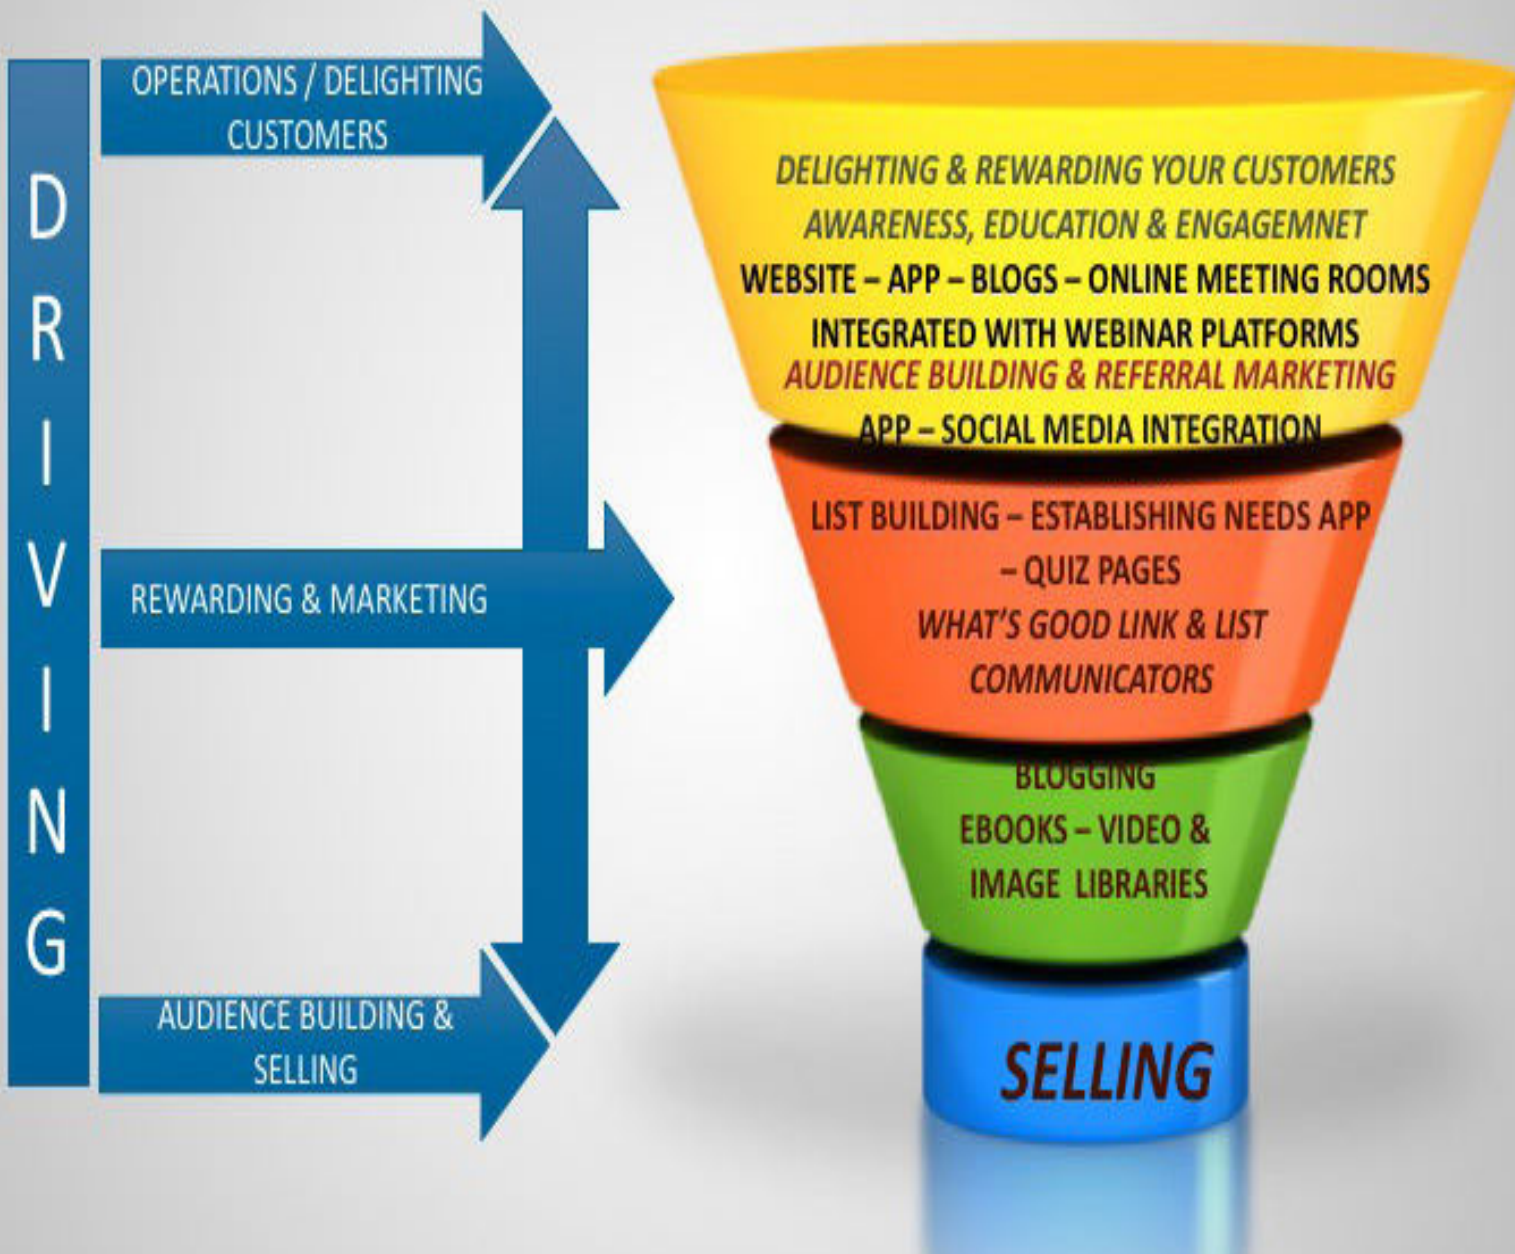 DRIVING
OPERATIONS / DELIGHTING
CUSTOMERS
REWARDING & MARKETING
AUDIENCE BUILDING &
SELLING
DELIGHTING & REWARDING YOUR CUSTOMERS
AWARENESS, EDUCATION & ENGAGEMNET
WEBSITE – APP – BLOGS – ONLINE MEETING ROOMS
INTEGRATED WITH WEBINAR PLATFORMS
AUDIENCE BUILDING & REFERRAL MARKETING
APP – SOCIAL MEDIA INTEGRATION
LIST BUILDING – ESTABLISHING NEEDS APP
– QUIZ PAGES
WHAT'S GOOD LINK & LIST
COMMUNICATORS
BLOGGING
EBOOKS – VIDEO &
IMAGE LIBRARIES
SELLING